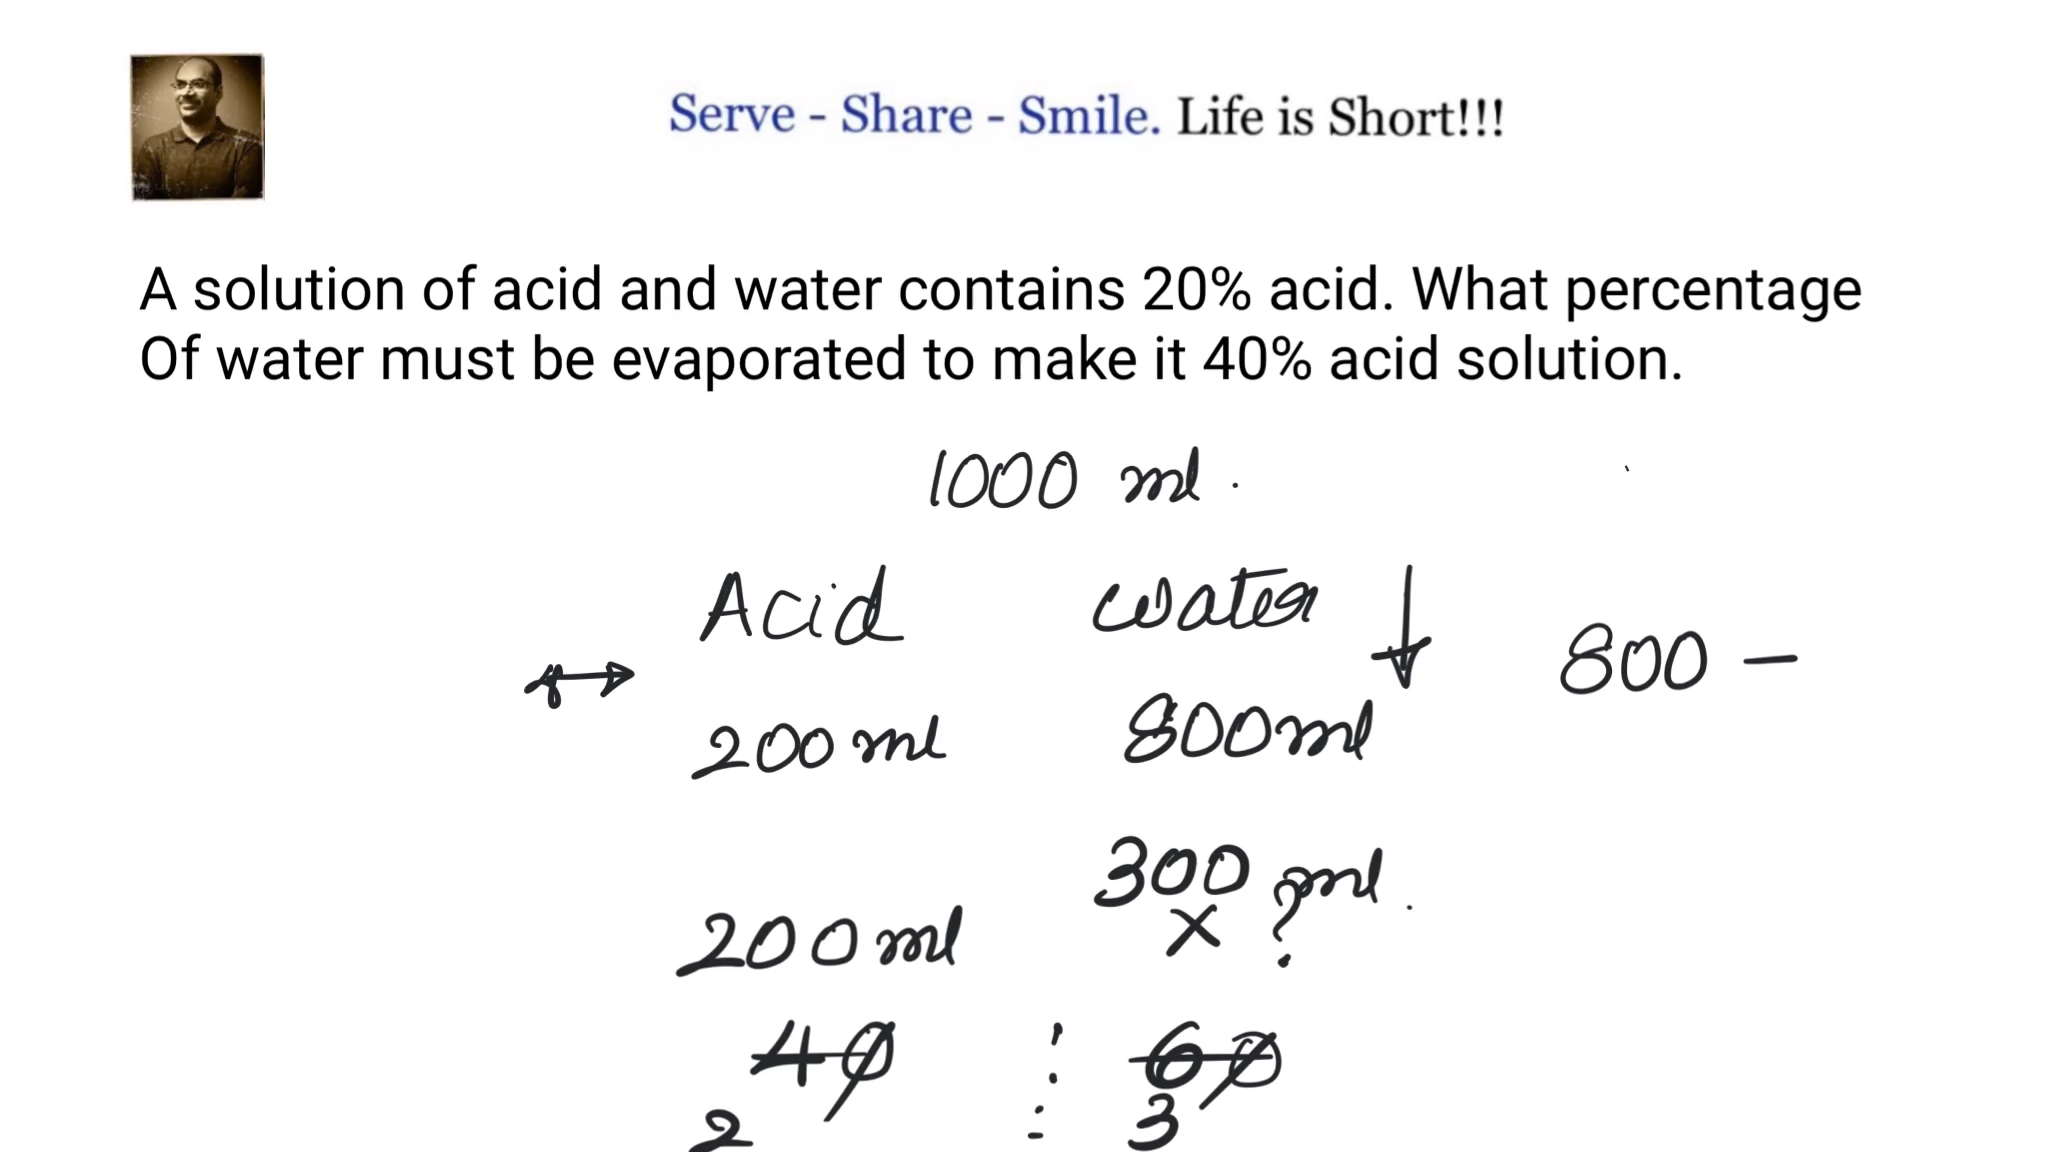 Serve - Share - Smile. Life is Short!!!
A solution of acid and water contains 20% acid. What percentage
Of water must be evaporated to make it 40% acid solution.
1000 ml.
Acid water
800 -
200 ml 800 ml
300 ml.
200 ml x ?
40 : 60
2 : 3